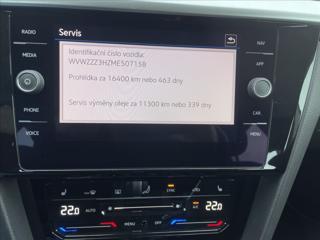 RADIO
Servis
NAV
MEDIA
Identifikační číslo vozidla:
WVWZZZ3HZME507158
APP
Prohlídka za 16400 km nebo 463 dny
PHONE
CAR
Servis výměny oleje za 11300 km nebo 339 dny
VOICE
MENU
SYNC
A/C
22.0 AUTO
MENU
OFF
22.0